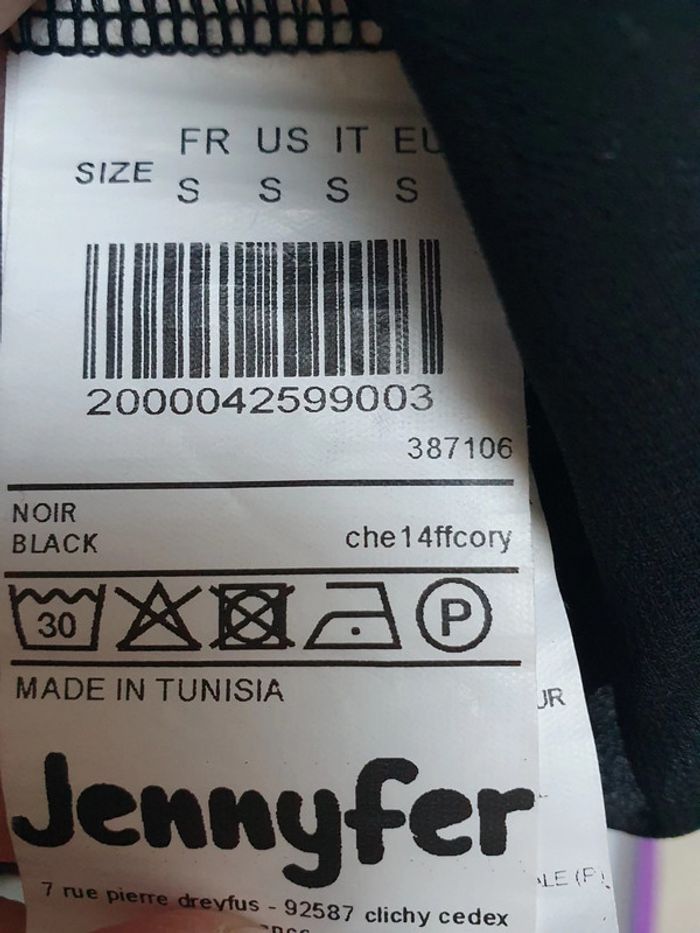 FR US IT EU
SIZE S S S S
2000042599003
387106
NOIR
BLACK che14ffcory
30 P
MADE IN TUNISIA
Jennyfer
7 rue pierre dreyfus - 92587 clichy cedex